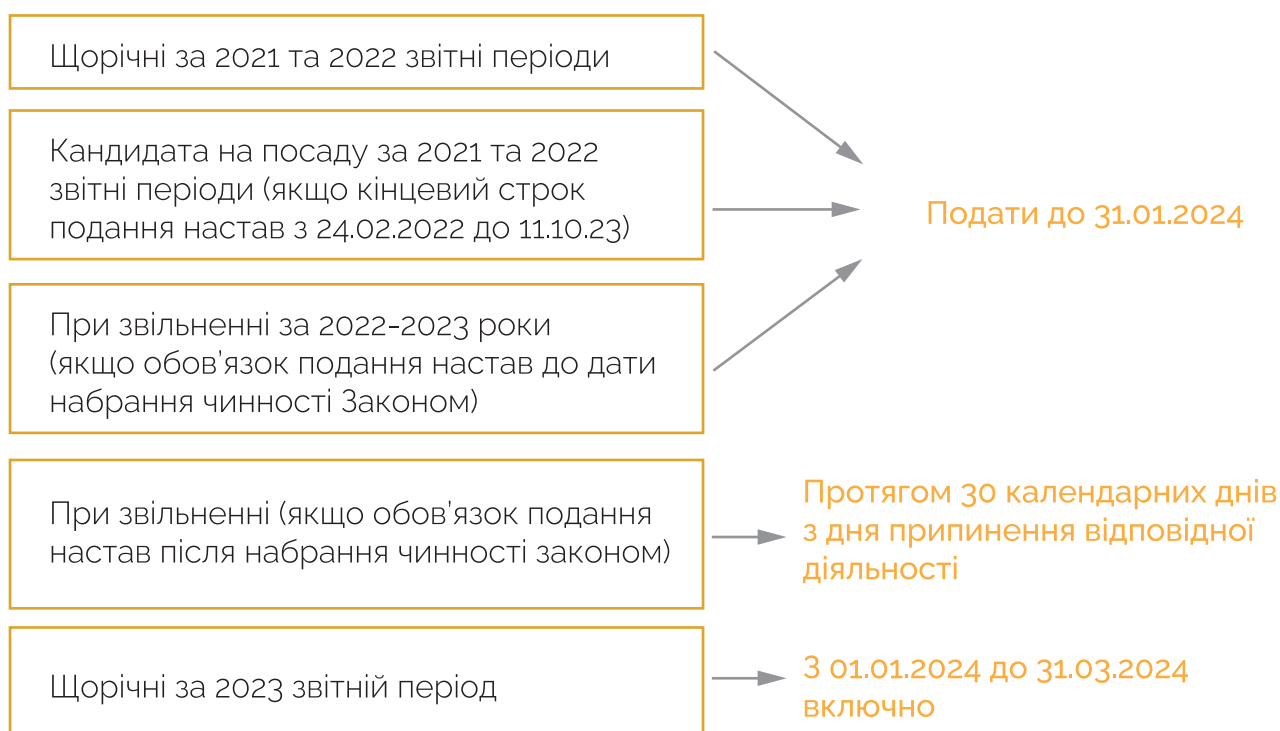 Щорічні за 2021 та 2022 звітні періоди
Кандидата на посаду за 2021 та 2022
звітні періоди (якщо кінцевий строк
подання настав з 24.02.2022 до 11.10.23)
Подати до 31.01.2024
При звільненні за 2022-2023 роки
(якщо обов’язок подання настав до дати
набрання чинності Законом)
При звільненні (якщо обов’язок подання
настав після набрання чинності законом)
Протягом 30 календарних днів
з дня припинення відповідної
діяльності
Щорічні за 2023 звітній період
З 01.01.2024 до 31.03.2024
включно